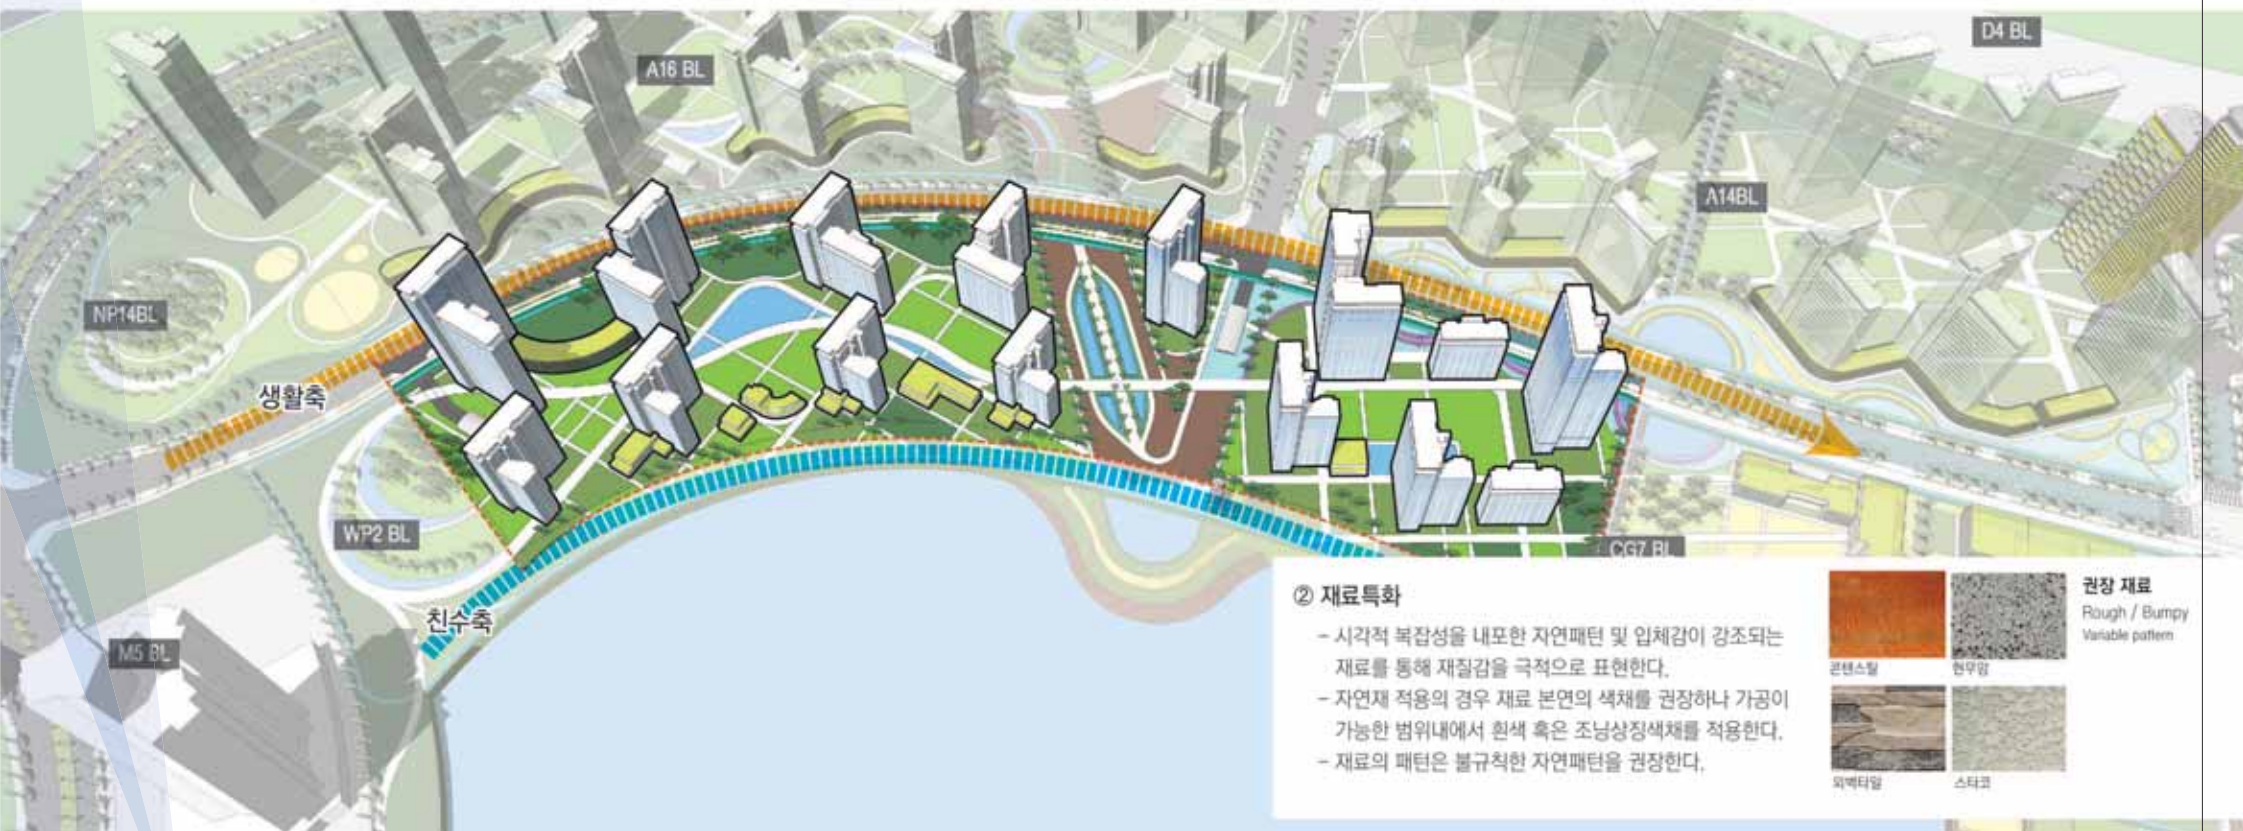 D4 BL
A16 BL
A14BL
NP14BL
생활축
WP2 BL
CG7 BL
친수축
M5 BL
② 재료특화
- 시각적 복잡성을 내포한 자연패턴 및 입체감이 강조되는
재료를 통해 재질감을 극적으로 표현한다.
- 자연재 적용의 경우 재료 본연의 색채를 권장하나 가공이
가능한 범위내에서 흰색 혹은 조닝상징색채를 적용한다.
- 재료의 패턴은 불규칙한 자연패턴을 권장한다.
권장 재료
Rough / Bumpy
Variable pattern
코텐스틸
현무암
외벽타일
스타코